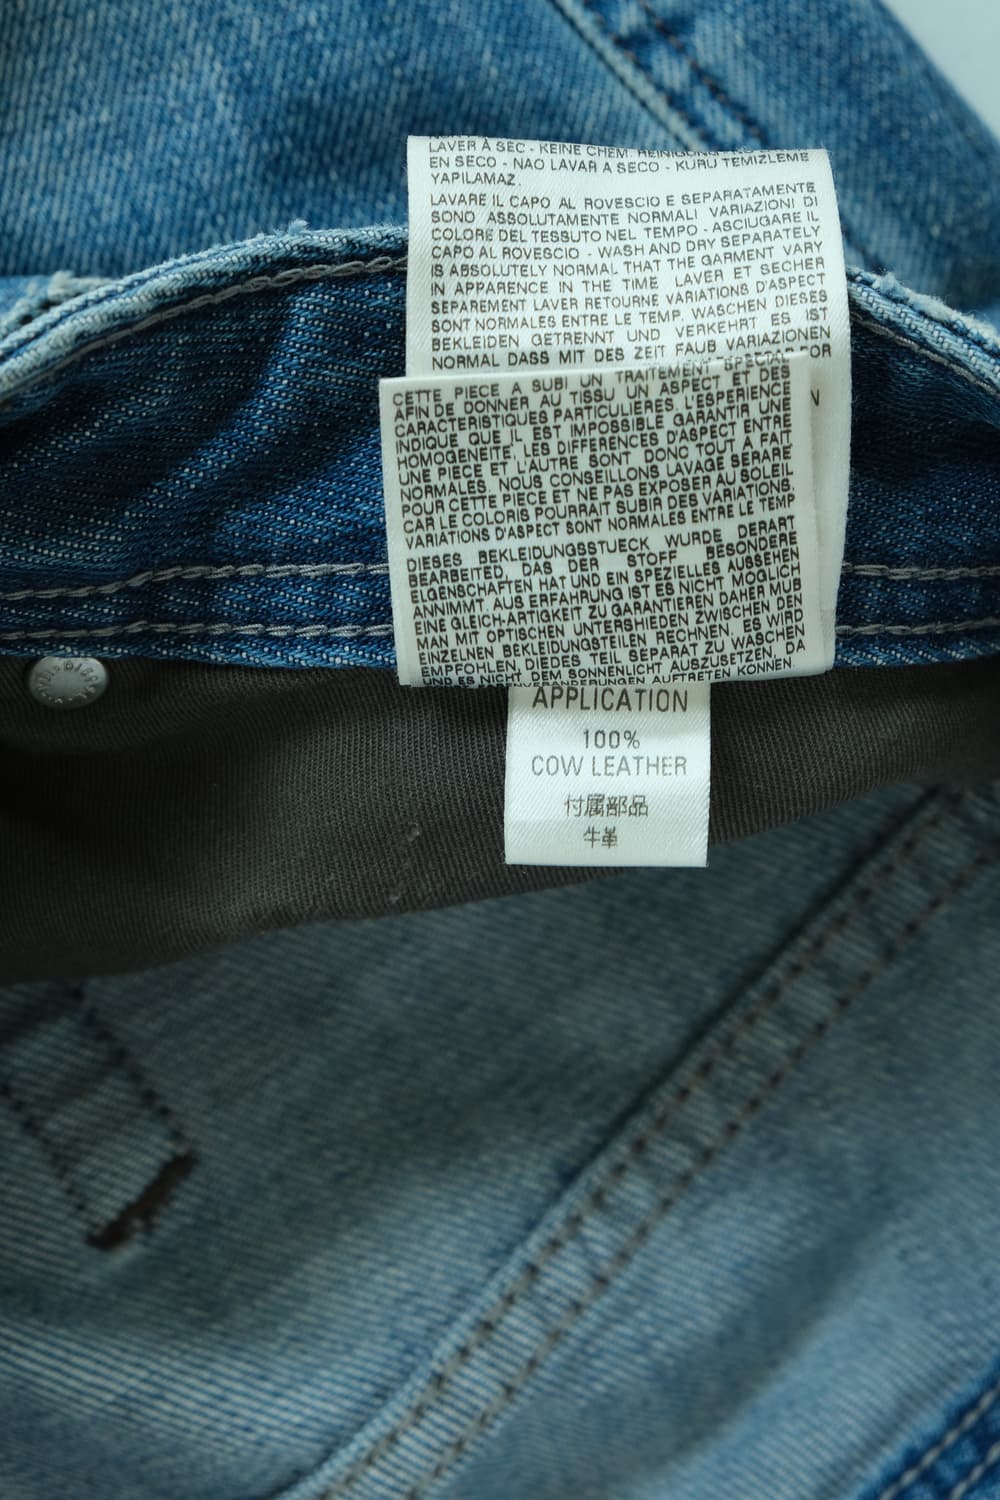 LAVER À SEC - KEINE CHEM. REINIGUNG
EN SECO - NAO LAVAR A SECO - KURU TEMIZLEME
YAPILAMAZ.
LAVARE IL CAPO AL ROVESCIO E SEPARATAMENTE
SONO ASSOLUTAMENTE NORMALI VARIAZIONI DI
COLORE DEL TESSUTO NEL TEMPO - ASCIUGARE IL
CAPO AL ROVESCIO - WASH AND DRY SEPARATELY
IS ABSOLUTELY NORMAL THAT THE GARMENT VARY
IN APPARENCE IN THE TIME LAVER ET SECHER
SEPAREMENT LAVER RETOURNE VARIATIONS D'ASPECT
SONT NORMALES ENTRE LE TEMP. WASCHEN DIESES
BEKLEIDEN GETRENNT UND VERKEHRT ES IST
NORMAL DASS MIT DES ZEIT FAUB VARIAZIONEN
FOR
N
CETTE PIECE A SUBI UN TRAITEMENT SPECIAL
AFIN DE DONNER AU TISSU UN ASPECT ET DES
CARACTERISTIQUES PARTICULIERES. L'ESPERIENCE
INDIQUE QUE IL EST IMPOSSIBLE GARANTIR UNE
HOMOGENEITE. LES DIFFERENCES D'ASPECT ENTRE
UNE PIECE ET L'AUTRE SONT DONC TOUT A FAIT
NORMALES. NOUS CONSEILLONS LAVAGE SERARE
POUR CETTE PIECE ET NE PAS EXPOSER AU SOLEIL
CAR LE COLORIS POURRAIT SUBIR DES VARIATIONS.
VARIATIONS D'ASPECT SONT NORMALES ENTRE LE TEMP
DIESES BEKLEIDUNGSSTUECK WURDE DERART
BEARBEITED, DAS DER STOFF BESONDERE
EIGENSCHAFTEN HAT UND EIN SPEZIELLES AUSSEHEN
ANNIMMT. AUS ERFAHRUNG IST ES NICHT MOGLICH
EINE GLEICH-ARTIGKEIT ZU GARANTIEREN DAHER MUB
MAN MIT OPTISCHEN UNTERSHIEDEN ZWISCHEN DEN
EINZELNEN BEKLEIDUNGSTEILEN RECHNEN. ES WIRD
EMPFOHLEN, DIEDES TEIL SEPARAT ZU WASCHEN
UND ES NICHT DEM SONNENLICHT AUSZUSETZEN, DA
AUFTRETEN KONNEN.
APPLICATION
100%
COW LEATHER
付属部品
牛革